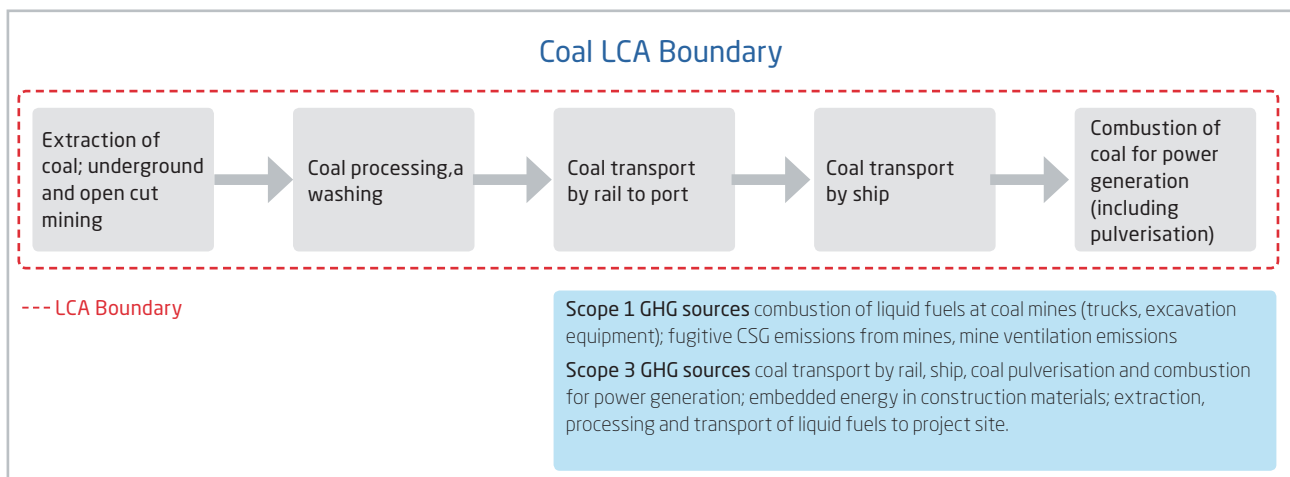 Coal LCA Boundary
Extraction of
coal; underground
and open cut
mining
Coal processing,a
washing
Coal transport
by rail to port
Coal transport
by ship
Combustion of
coal for power
generation
(including
pulverisation)
--- LCA Boundary
Scope 1 GHG sources combustion of liquid fuels at coal mines (trucks, excavation
equipment); fugitive CSG emissions from mines, mine ventilation emissions
Scope 3 GHG sources coal transport by rail, ship, coal pulverisation and combustion
for power generation; embedded energy in construction materials; extraction,
processing and transport of liquid fuels to project site.